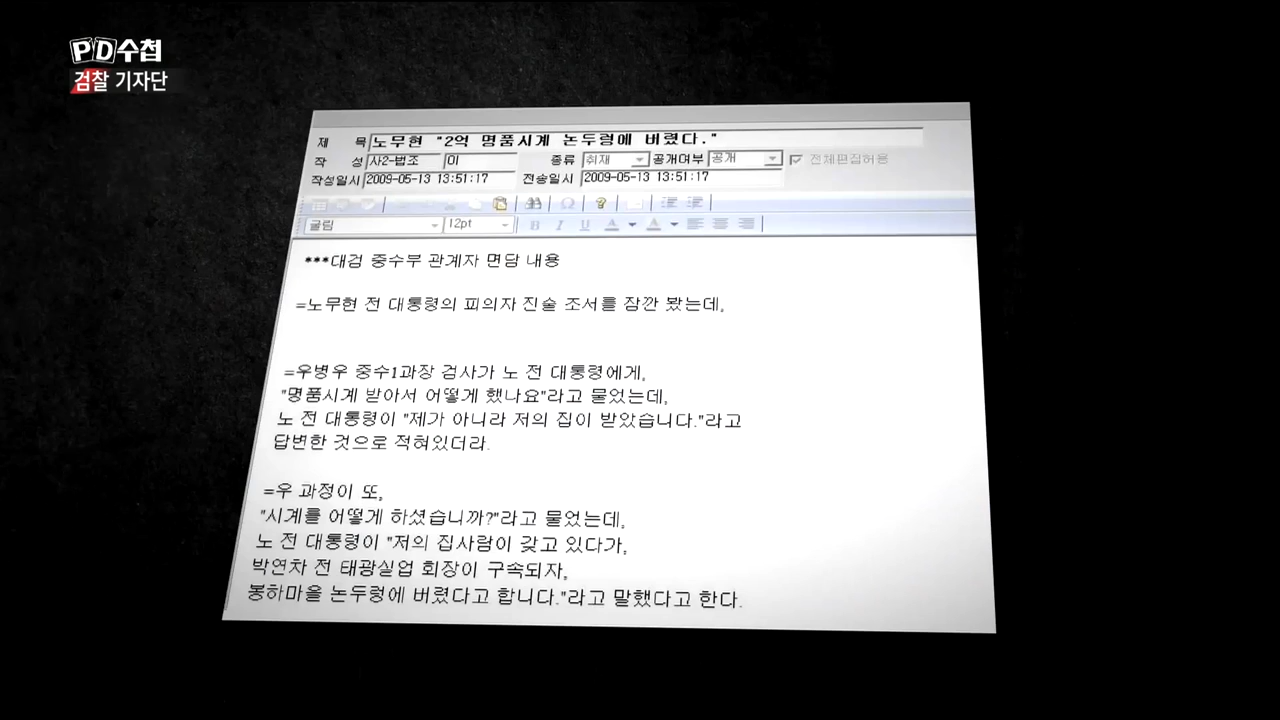 PD수첩
검찰 기자단
제 목 노무현 "2억 명품시계 논두렁에 버렸다."
작 성 사2-법조 이 종류 취재 공개여부 공개 전체편집허용
작성일시 2009-05-13 13:51:17 전송일시 2009-05-13 13:51:17
굴림 12pt B I U A A
***대검 중수부 관계자 면담 내용
=노무현 전 대통령의 피의자 진술 조서를 잠깐 봤는데,
=우병우 중수1과장 검사가 노 전 대통령에게,
"명품시계 받아서 어떻게 했나요"라고 물었는데,
노 전 대통령이 "제가 아니라 저의 집이 받았습니다."라고
답변한 것으로 적혀있더라.
=우 과정이 또,
"시계를 어떻게 하셨습니까?"라고 물었는데,
노 전 대통령이 "저의 집사람이 갖고 있다가,
박연차 전 태광실업 회장이 구속되자,
봉하마을 논두렁에 버렸다고 합니다."라고 말했다고 한다.